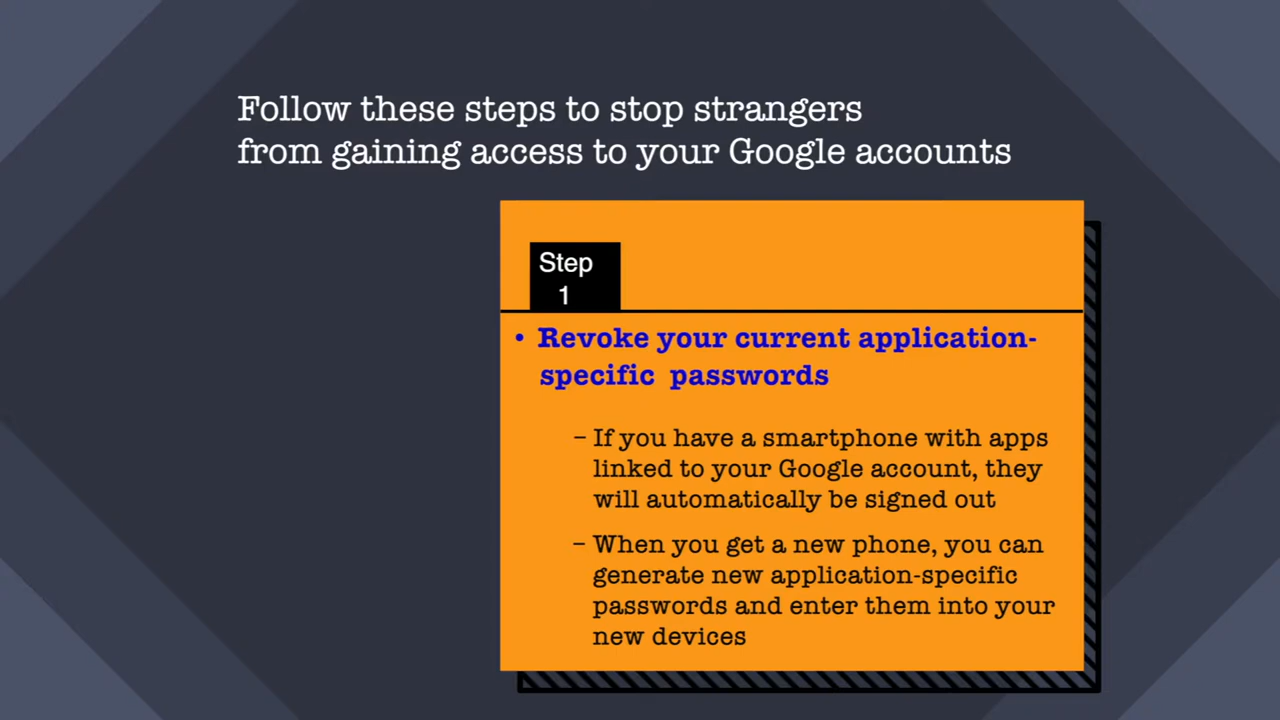 Follow these steps to stop strangers
from gaining access to your Google accounts
Step
1
• Revoke your current application-
specific passwords
– If you have a smartphone with apps
linked to your Google account, they
will automatically be signed out
– When you get a new phone, you can
generate new application-specific
passwords and enter them into your
new devices